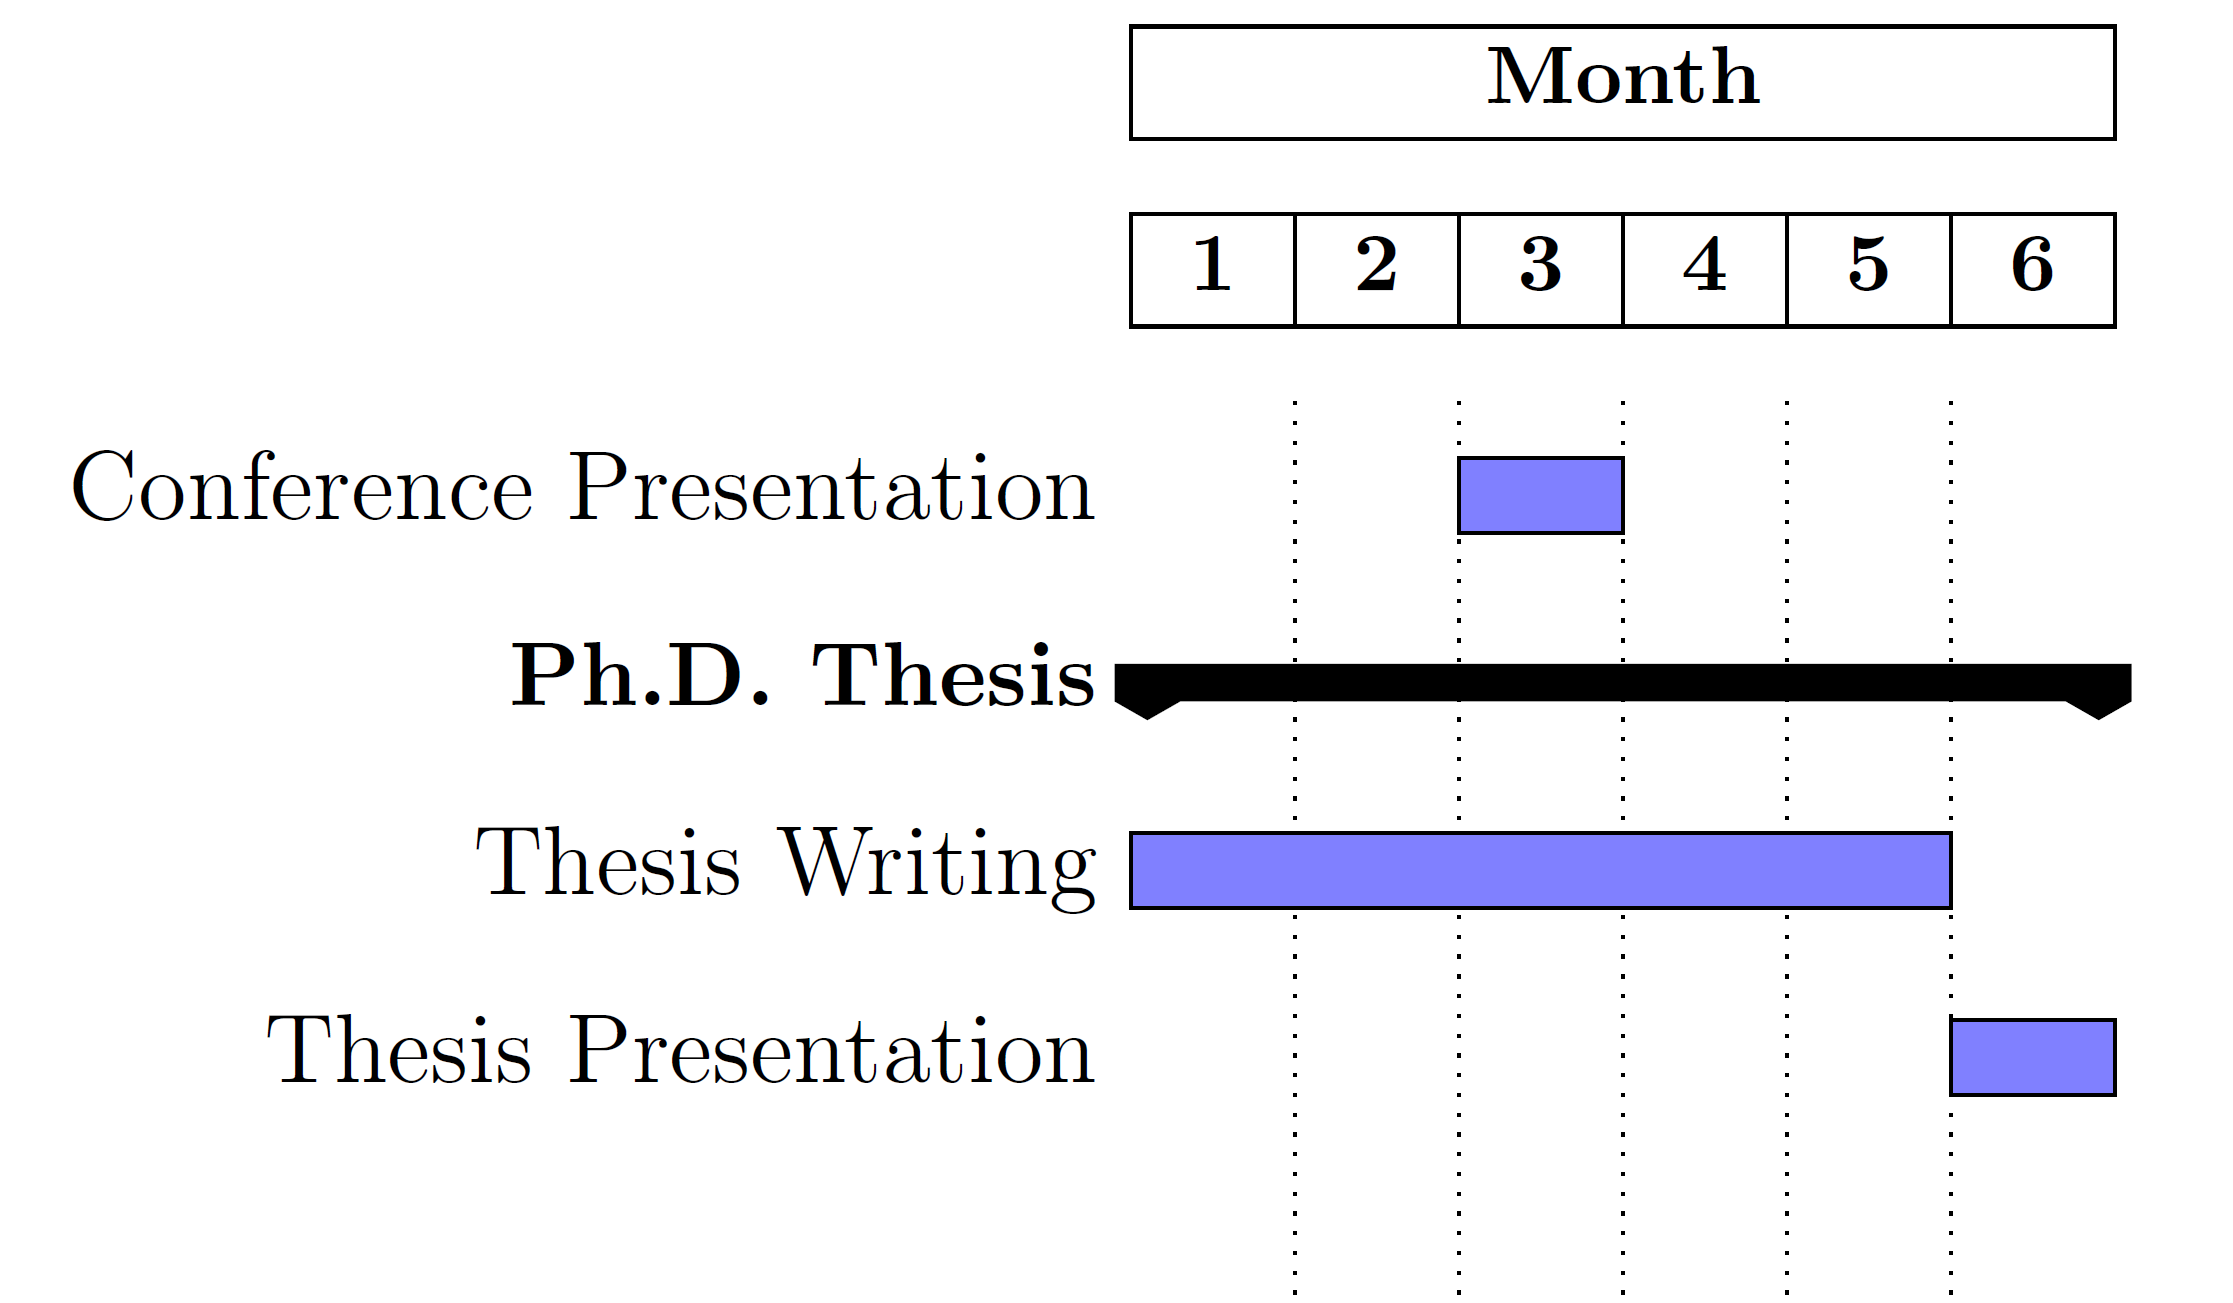 Month
1 2 3 4 5 6
Conference Presentation
Ph.D. Thesis
Thesis Writing
Thesis Presentation